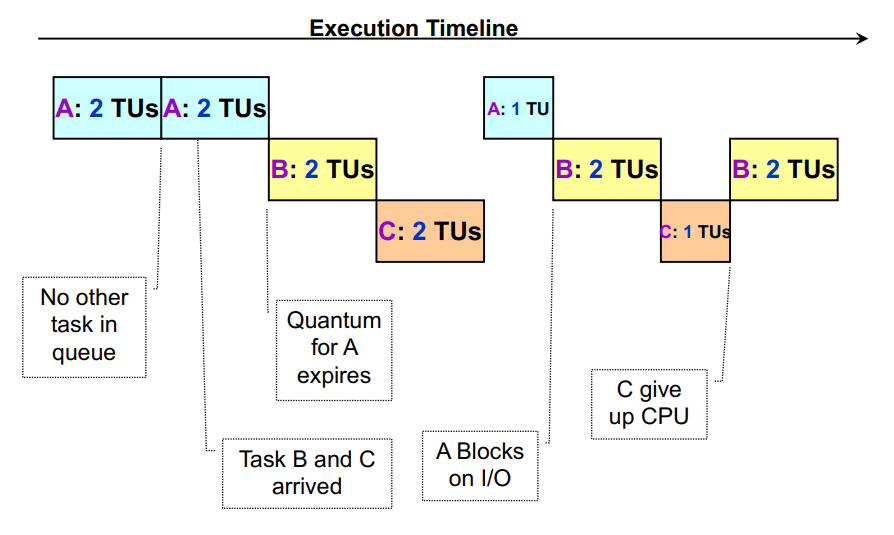 Execution Timeline
A: 2 TUs
A: 2 TUs
A: 1 TU
B: 2 TUs
B: 2 TUs
B: 2 TUs
C: 2 TUs
C: 1 TUs
No other
task in
queue
Quantum
for A
expires
C give
up CPU
Task B and C
arrived
A Blocks
on I/O